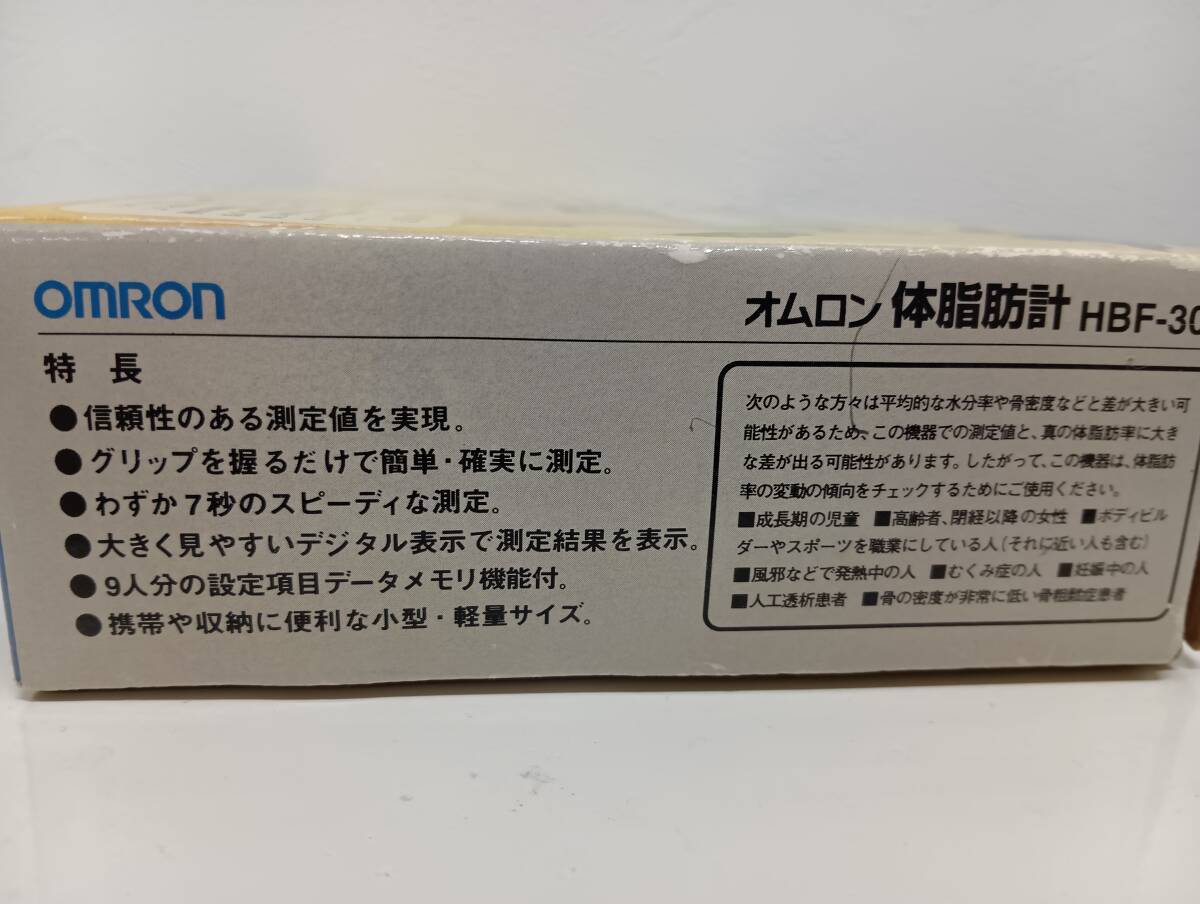 OMRON
オムロン 体脂肪計 HBF-30
特 長
●信頼性のある測定値を実現。
●グリップを握るだけで簡単・確実に測定。
●わずか7秒のスピーディな測定。
●大きく見やすいデジタル表示で測定結果を表示。
●9人分の設定項目データメモリ機能付。
●携帯や収納に便利な小型・軽量サイズ。
次のような方々は平均的な水分率や骨密度などと差が大きい可
能性があるため、この機器での測定値と、真の体脂肪率に大き
な差が出る可能性があります。したがって、この機器は、体脂肪
率の変動の傾向をチェックするためにご使用ください。
■成長期の児童 ■高齢者、閉経以降の女性 ■ボディビル
ダーやスポーツを職業にしている人(それに近い人も含む)
■風邪などで発熱中の人 ■むくみ症の人 ■妊娠中の人
■人工透析患者 ■骨の密度が非常に低い骨粗鬆症患者